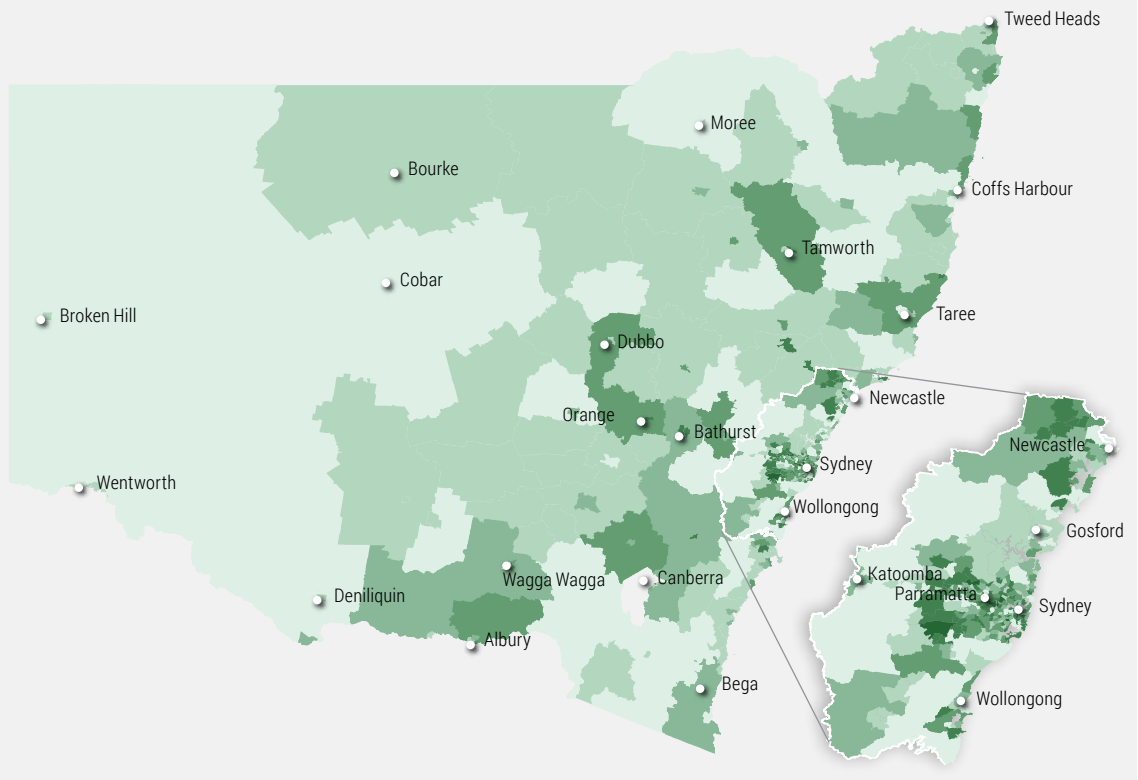 Tweed Heads
Moree
Bourke
Coffs Harbour
Tamworth
Cobar
Broken Hill
Taree
Dubbo
Newcastle
Orange
Bathurst
Newcastle
Sydney
Wentworth
Wollongong
Gosford
Katoomba
Wagga Wagga
Canberra
Parramatta
Deniliquin
Sydney
Albury
Bega
Wollongong